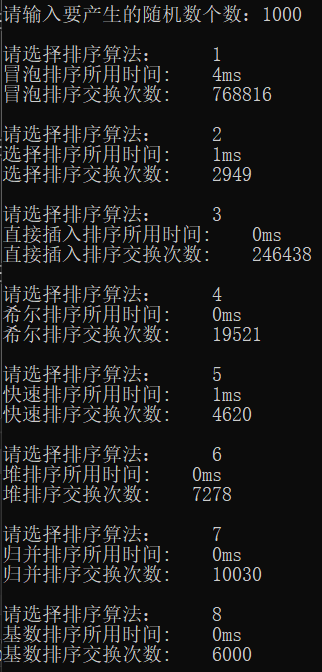 请输入要产生的随机数个数：1000
请选择排序算法： 1
冒泡排序所用时间： 4ms
冒泡排序交换次数： 768816
请选择排序算法： 2
选择排序所用时间： 1ms
选择排序交换次数： 2949
请选择排序算法： 3
直接插入排序所用时间： 0ms
直接插入排序交换次数： 246438
请选择排序算法： 4
希尔排序所用时间： 0ms
希尔排序交换次数： 19521
请选择排序算法： 5
快速排序所用时间： 1ms
快速排序交换次数： 4620
请选择排序算法： 6
堆排序所用时间： 0ms
堆排序交换次数： 7278
请选择排序算法： 7
归并排序所用时间： 0ms
归并排序交换次数： 10030
请选择排序算法： 8
基数排序所用时间： 0ms
基数排序交换次数： 6000